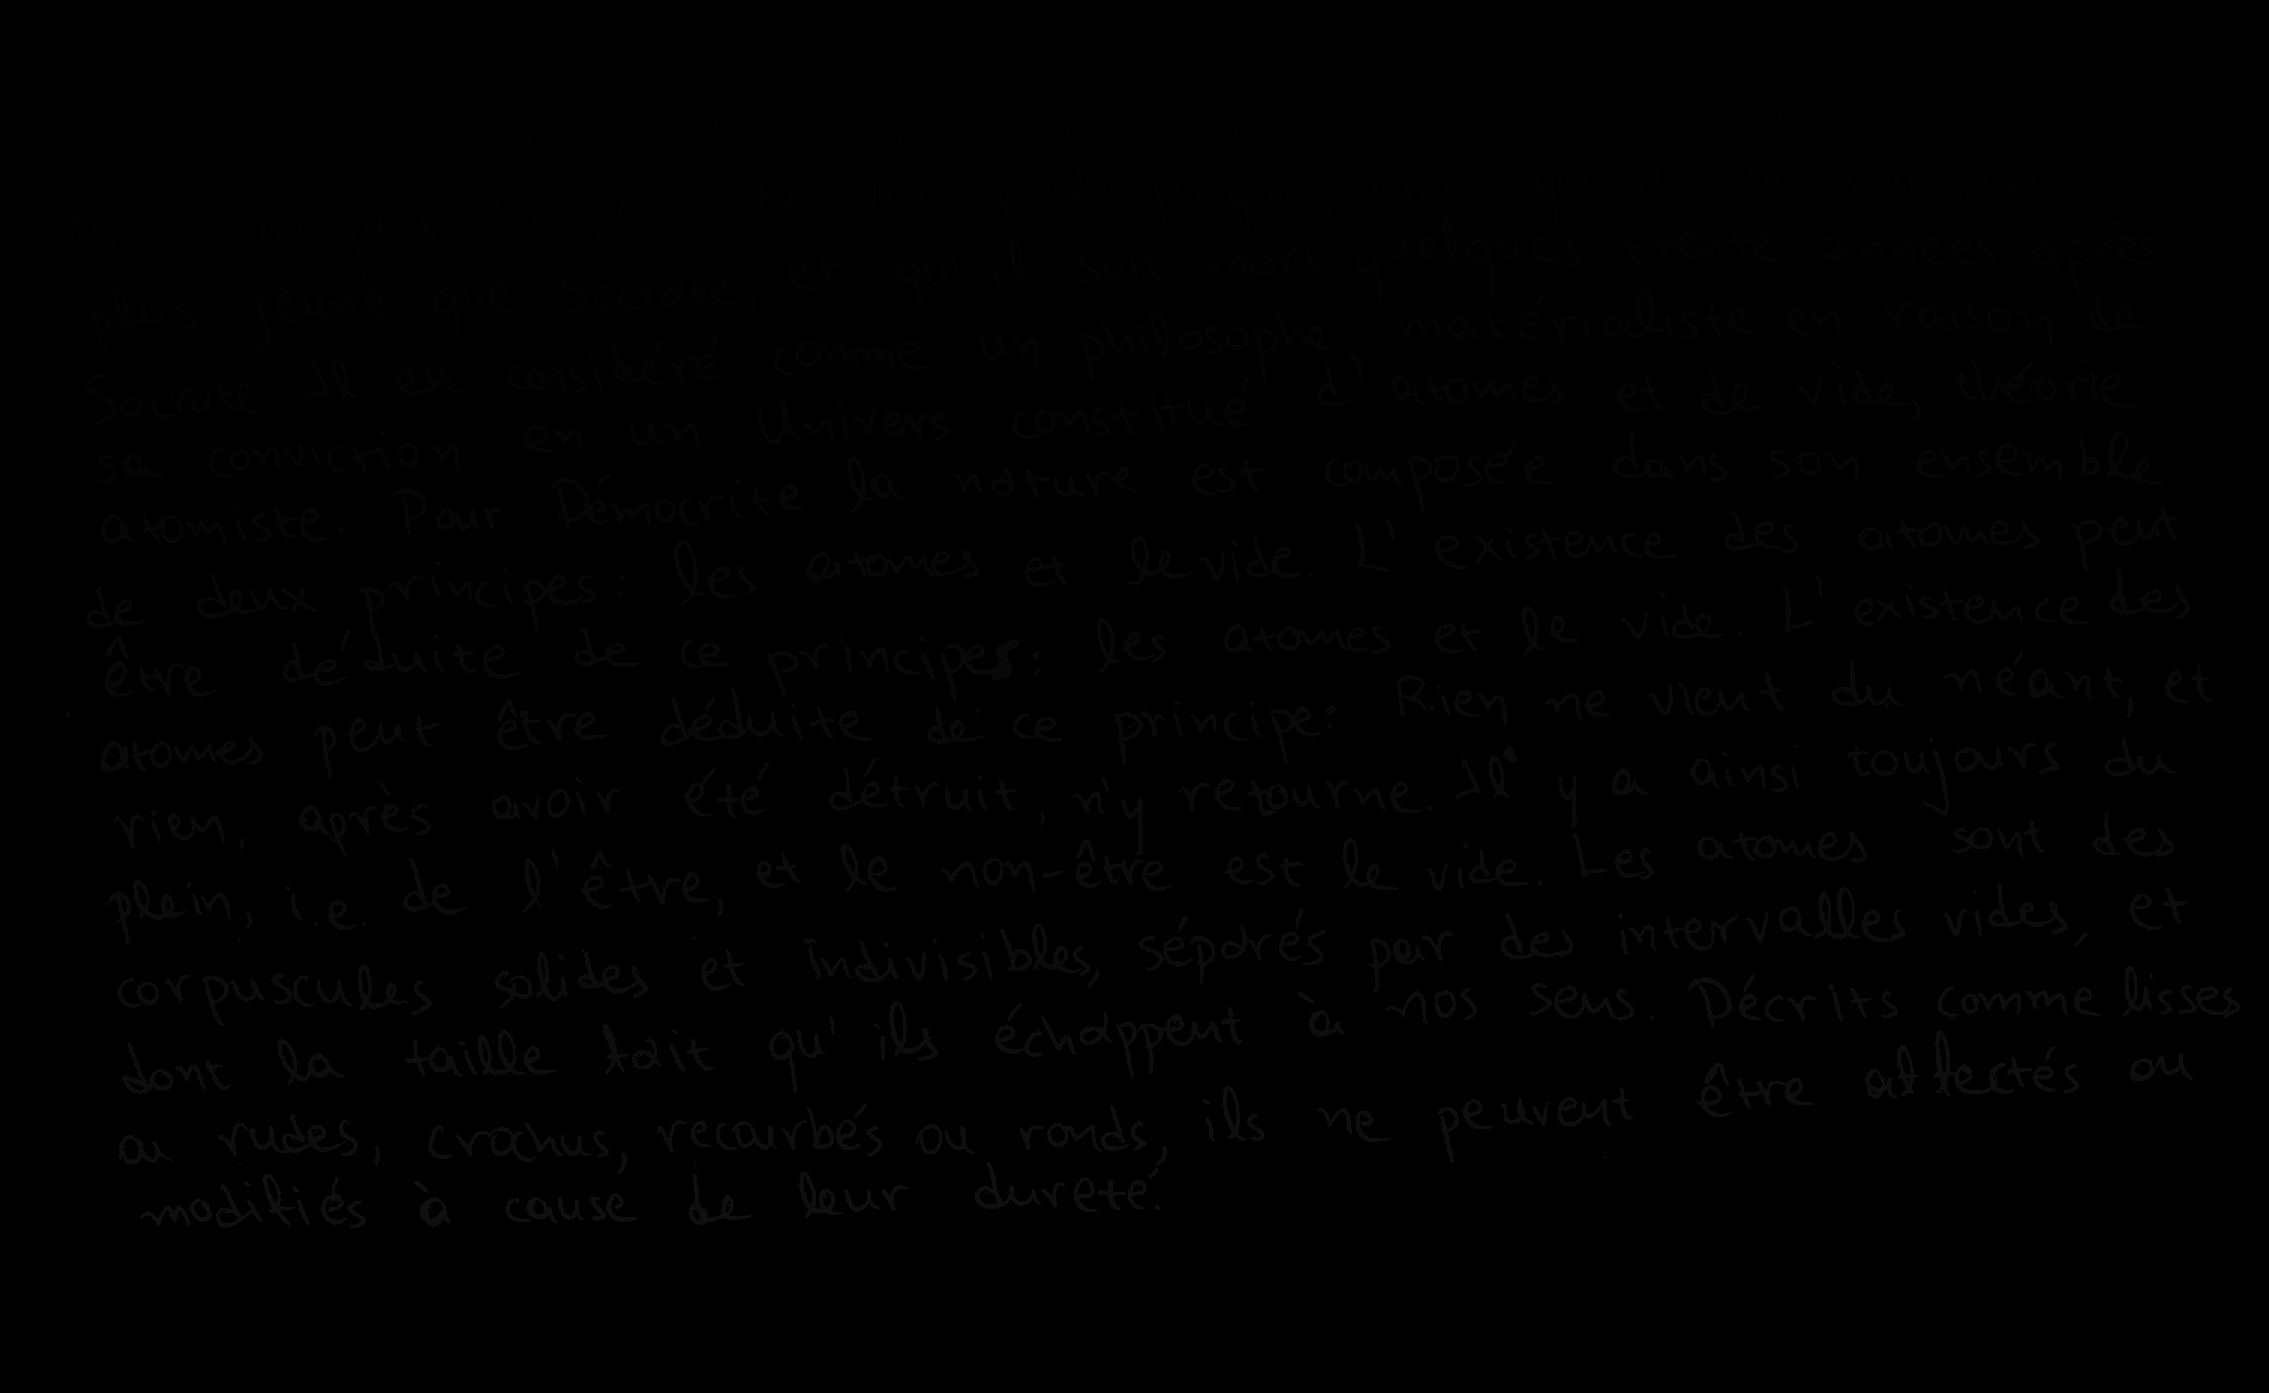 Présocratiques du point de vue philosophique, bien qu'il soit un peu
plus jeune que Socrate, et qu'il soit mort quelques trente années après
Socrate. Il est considéré comme un philosophe matérialiste en raison de
sa conviction en un Univers constitué d'atomes et de vide, théorie
atomiste. Pour Démocrite la nature est composée dans son ensemble
de deux principes: les atomes et le vide. L'existence des atomes peut
être déduite de ce principes: les atomes et le vide. L'existence des
atomes peut être déduite de ce principe: Rien ne vient du néant, et
rien, après avoir été détruit, n'y retourne. Il y a ainsi toujours du
plein, i.e. de l'être, et le non-être est le vide. Les atomes sont des
corpuscules solides et indivisibles, séparés par des intervalles vides, et
dont la taille fait qu'ils échappent à nos sens. Décrits comme lisses
ou rudes, crochus, recourbés ou ronds, ils ne peuvent être affectés ou
modifiés à cause de leur dureté.